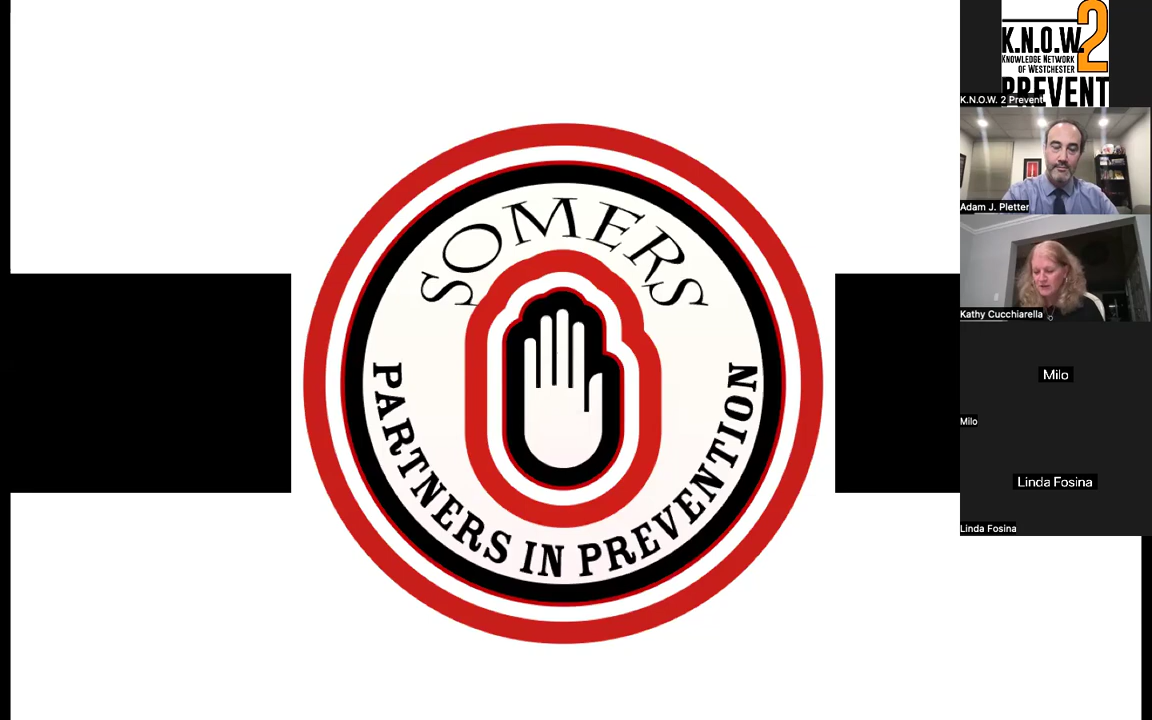 SOMERS
PARTNERS IN PREVENTION
2
K.N.O.W.
KNOWLEDGE NETWORK
OF WESTCHESTER
PREVENT
K.N.O.W. 2 Prevent
Adam J. Pletter
Kathy Cucchiarella
Milo
Milo
Linda Fosina
Linda Fosina